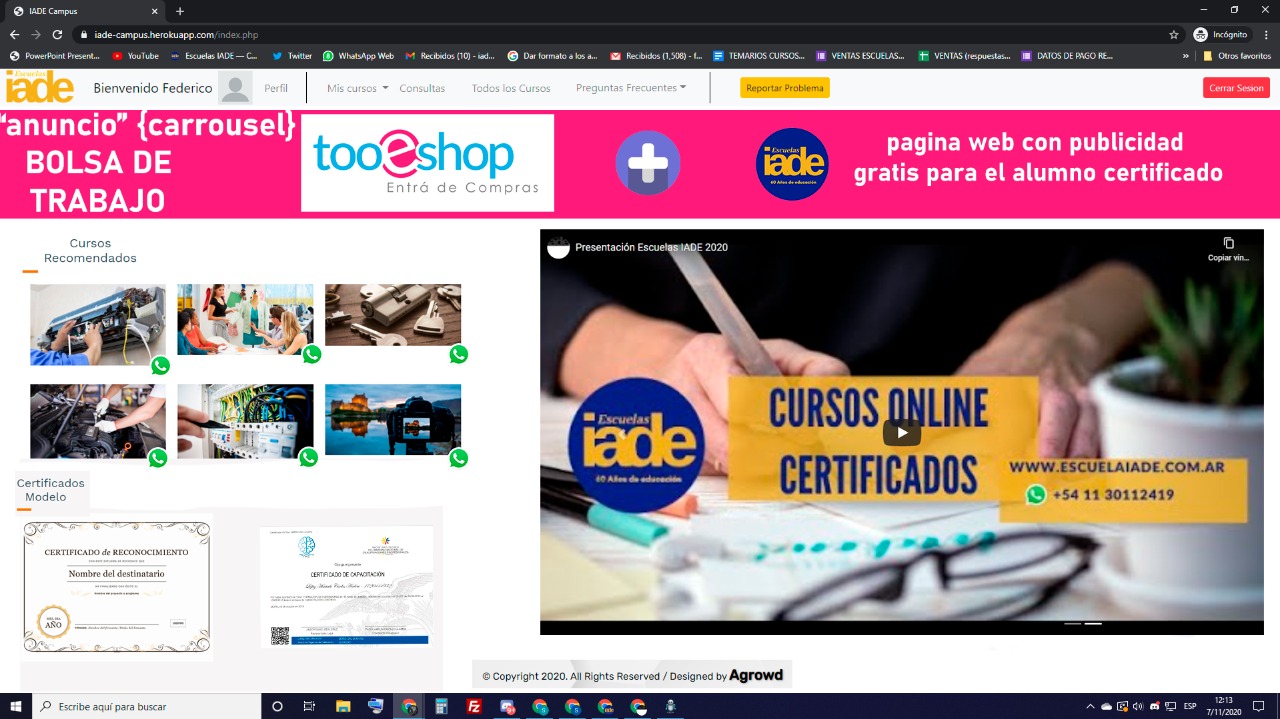 IADE Campus
iade-campus.herokuapp.com/index.php
Incógnito
PowerPoint Present...
YouTube
Escuelas IADE — C...
Twitter
WhatsApp Web
Recibidos (10) - iad...
Dar formato a los a...
Recibidos (1,508) - f...
TEMARIOS CURSOS...
VENTAS ESCUELAS...
VENTAS (respuestas...
DATOS DE PAGO RE...
»
Otros favoritos
Escuelas
iade
Bienvenido Federico
Perfil
Mis cursos
Consultas
Todos los Cursos
Preguntas Frecuentes
Reportar Problema
Cerrar Sesion
"anuncio" {carrousel}
BOLSA DE
TRABAJO
tooeshop
Entrá de Compras
Escuelas
iade
60 Años de educación
pagina web con publicidad
gratis para el alumno certificado
Cursos
Recomendados
Presentación Escuelas IADE 2020
Copiar vin...
Escuelas
iade
60 Años de educación
CURSOS ONLINE
CERTIFICADOS
WWW.ESCUELAIADE.COM.AR
+54 11 30112419
Certificados
Modelo
CERTIFICADO de RECONOCIMIENTO
Nombre del destinatario
AÑO
CERTIFICADO DE CAPACITACIÓN
© Copyright 2020. All Rights Reserved / Designed by Agrowd
Escribe aquí para buscar
ESP
12:13
7/11/2020